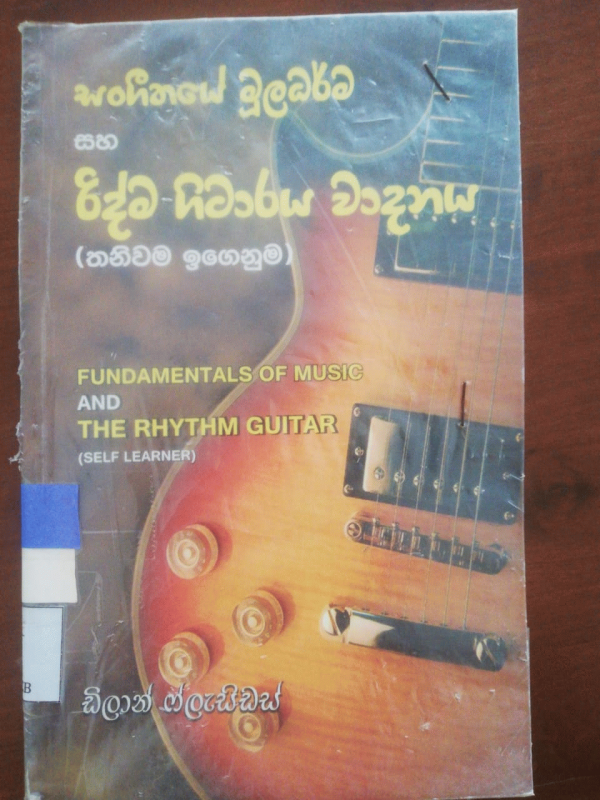 සංගීතයේ මූලධර්ම
සහ
රිද්ම ගිටාරය වාදනය
(තනිවම ඉගෙනුම)
FUNDAMENTALS OF MUSIC
AND
THE RHYTHM GUITAR
(SELF LEARNER)
ඩිලාන් ෆ්ලැසිඩස්